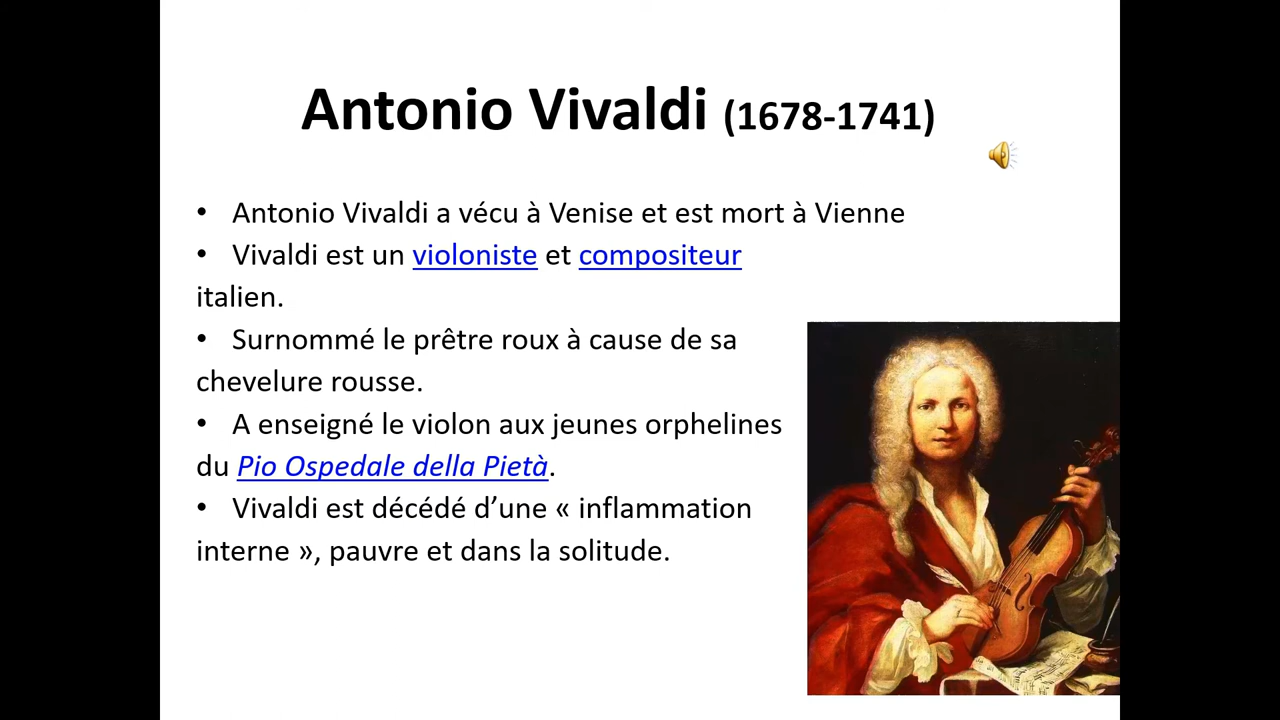 Antonio Vivaldi (1678-1741)
• Antonio Vivaldi a vécu à Venise et est mort à Vienne
• Vivaldi est un violoniste et compositeur
italien.
• Surnommé le prêtre roux à cause de sa
chevelure rousse.
• A enseigné le violon aux jeunes orphelines
du Pio Ospedale della Pietà.
• Vivaldi est décédé d’une « inflammation
interne », pauvre et dans la solitude.